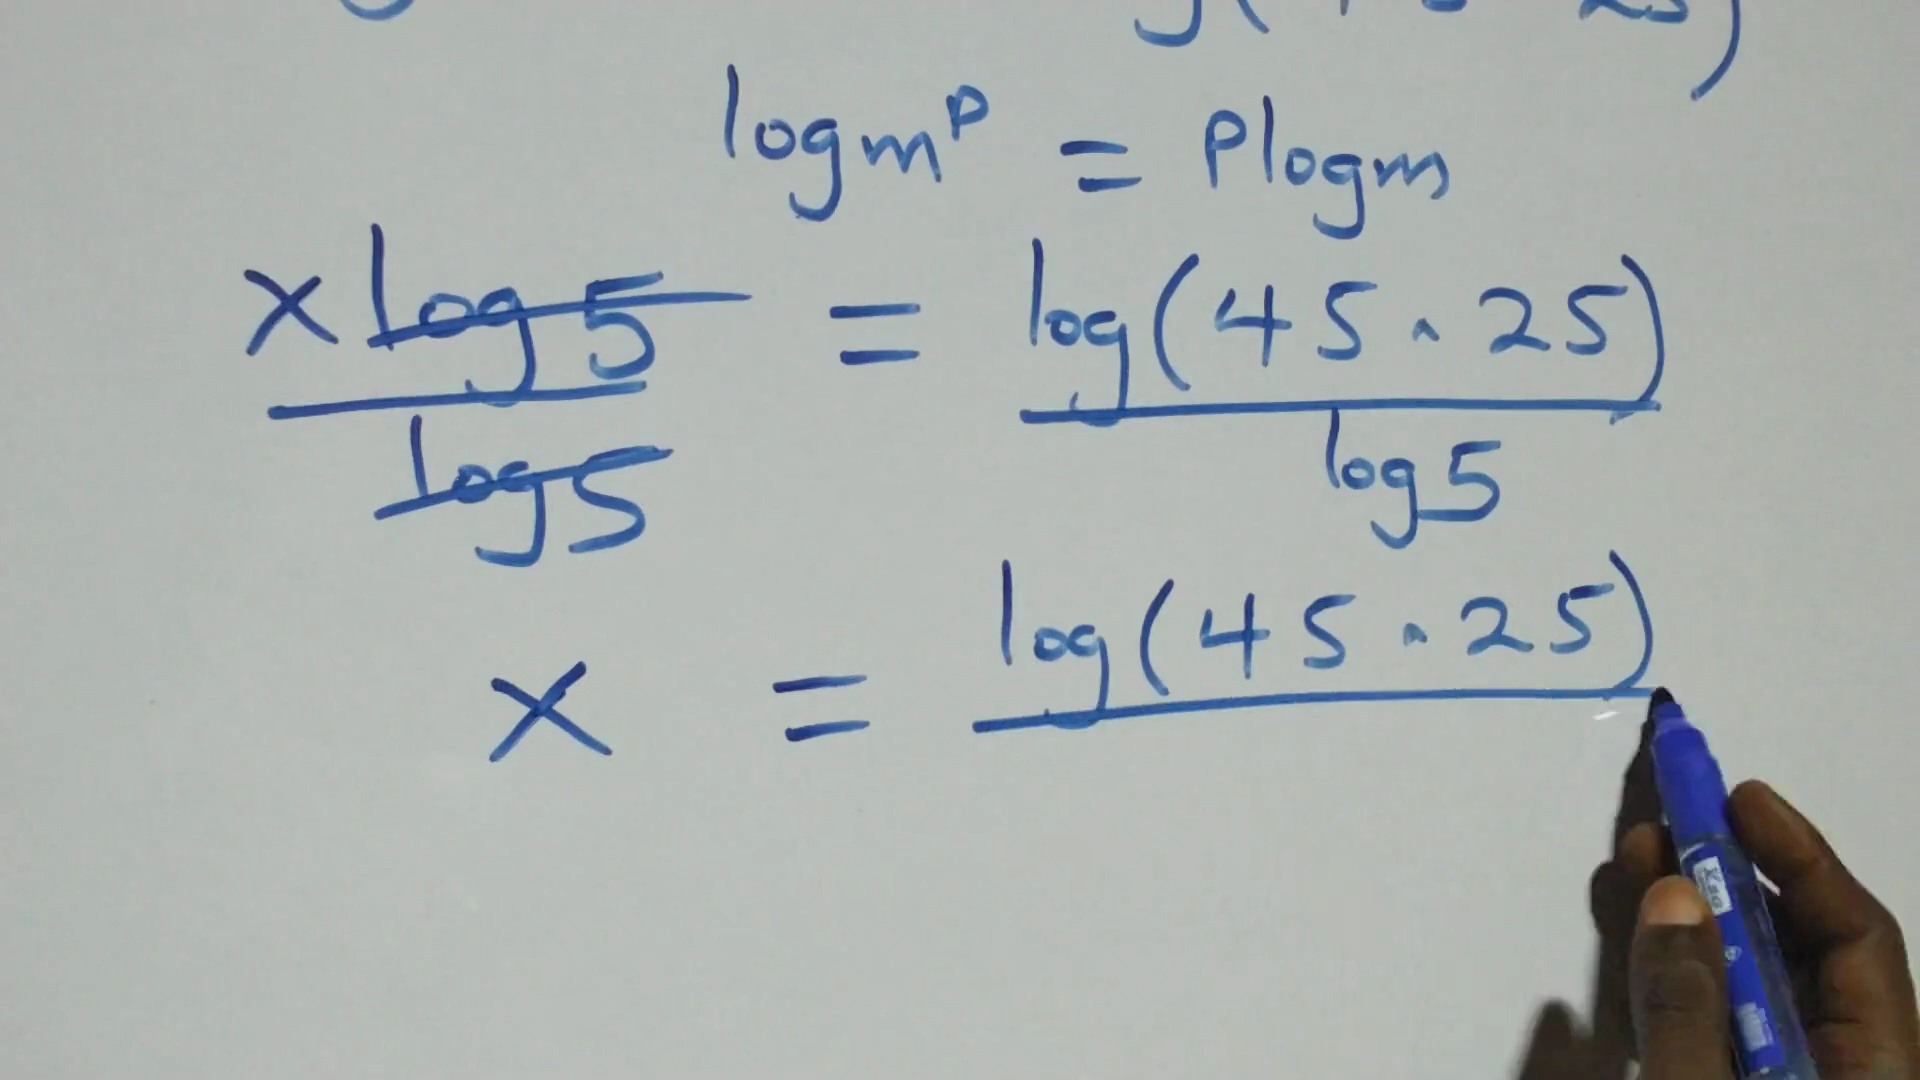 log m^p = P log m
x log 5 / log 5 = log(45.25) / log 5
x = log(45.25)